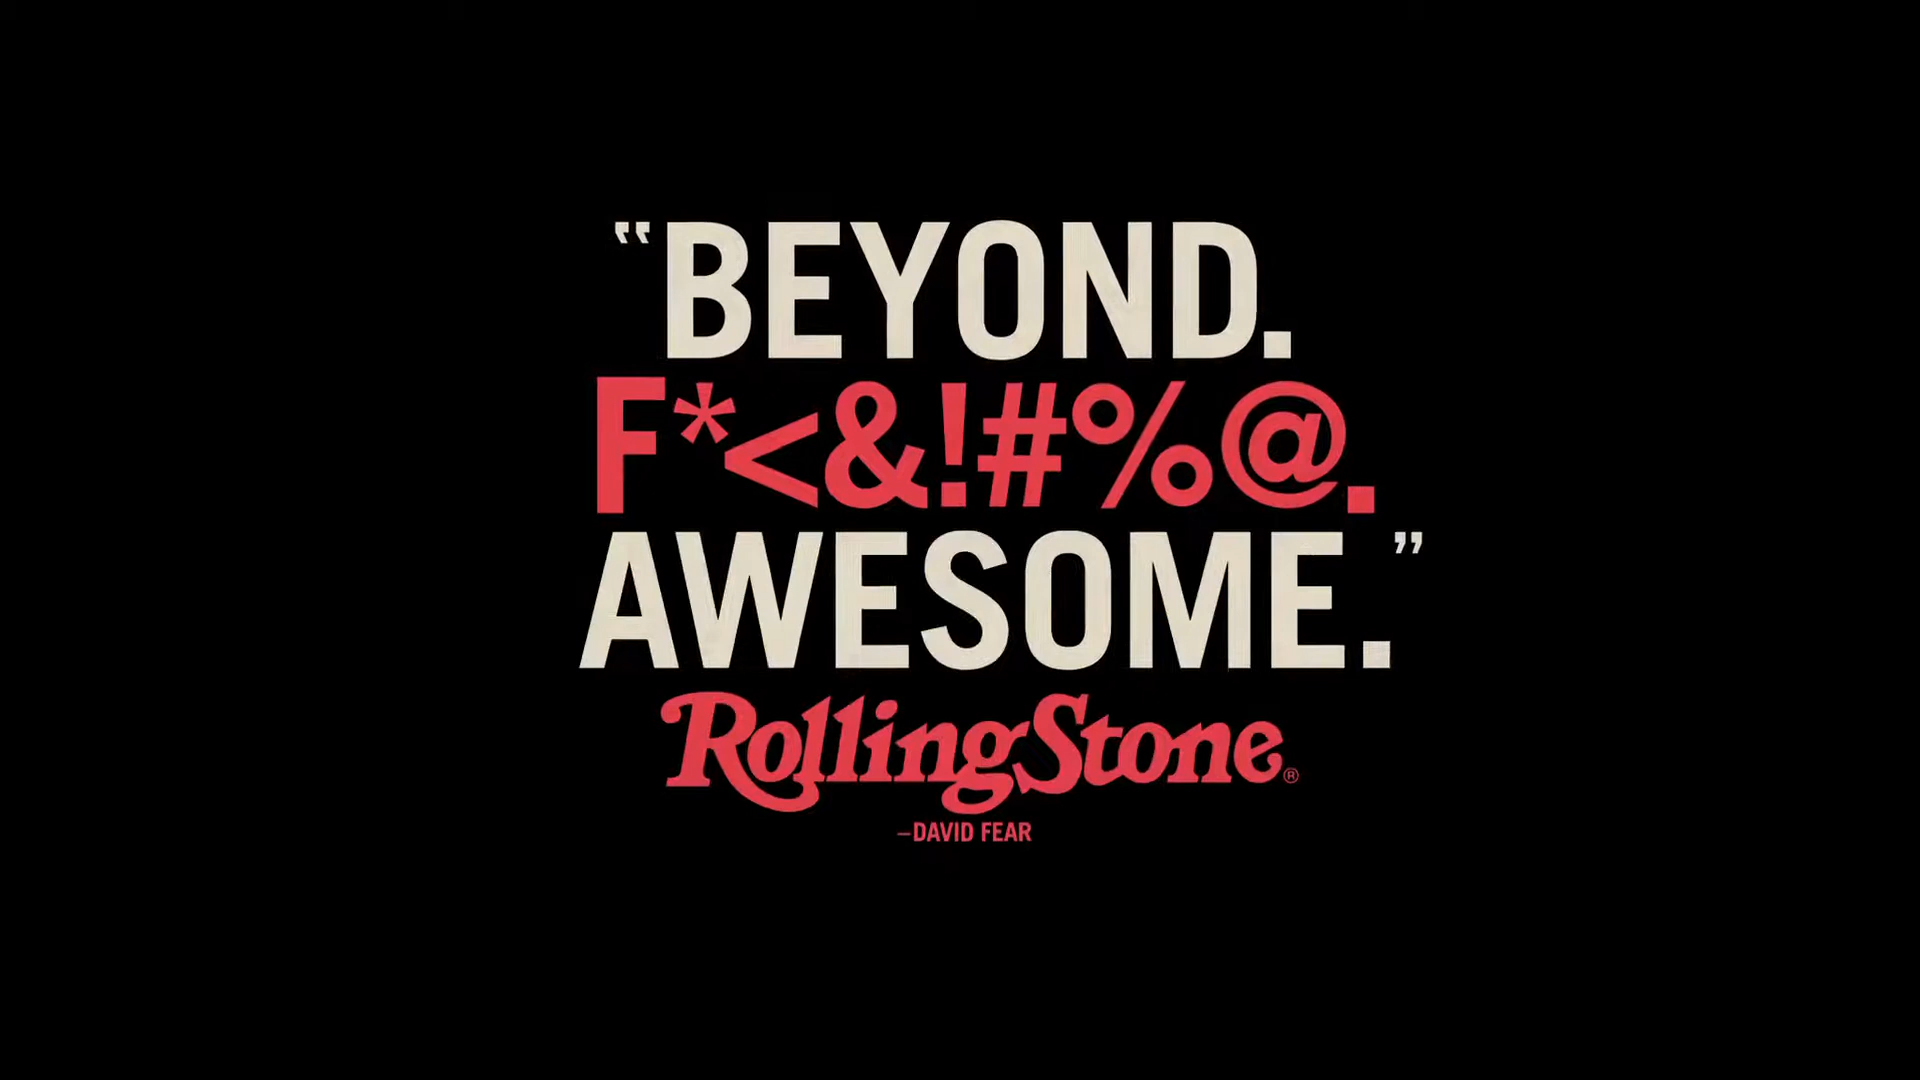 “BEYOND.
F*<&!#%@.
AWESOME.”
RollingStone®
–DAVID FEAR